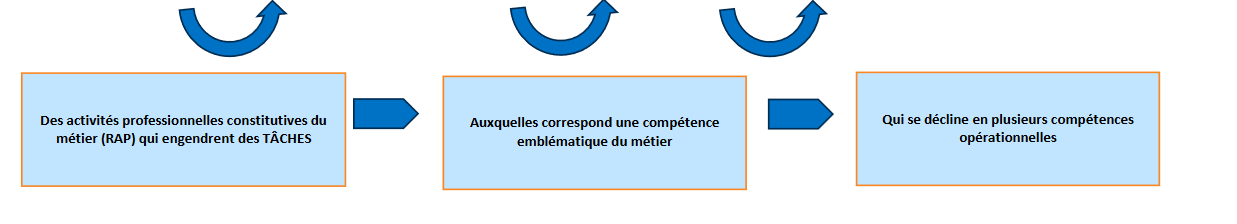 Des activités professionnelles constitutives du
métier (RAP) qui engendrent des TÂCHES
Auxquelles correspond une compétence
emblématique du métier
Qui se décline en plusieurs compétences
opérationnelles